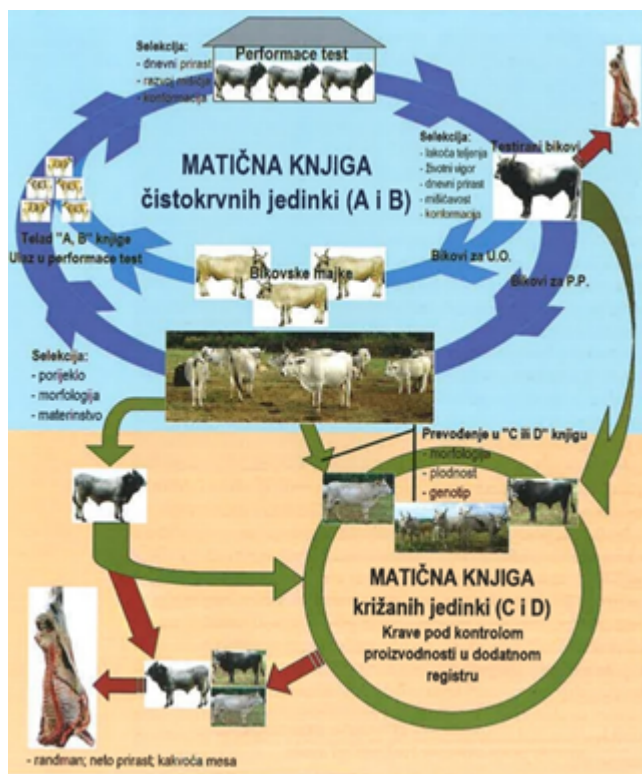 Selekcija:
- dnevni prirast
- razvoj mišićja
- konformacija
Performace test
MATIČNA KNJIGA
čistokrvnih jedinki (A i B)
Selekcija:
- lakoća teljenja
- životni vigor
- dnevni prirast
- mišićavost
- konformacija
Testirani bikovi
Telad "A, B" knjige
Ulaz u performace test
Bikovske majke
Bikovi za U.O.
Bikovi za P.P.
Selekcija:
- porijeklo
- morfologija
- materinstvo
Prevođenje u "C ili D" knjigu
- morfologija
- plodnost
- genotip
MATIČNA KNJIGA
križanih jedinki (C i D)
Krave pod kontrolom
proizvodnosti u dodatnom
registru
- randman; neto prirast; kakvoća mesa